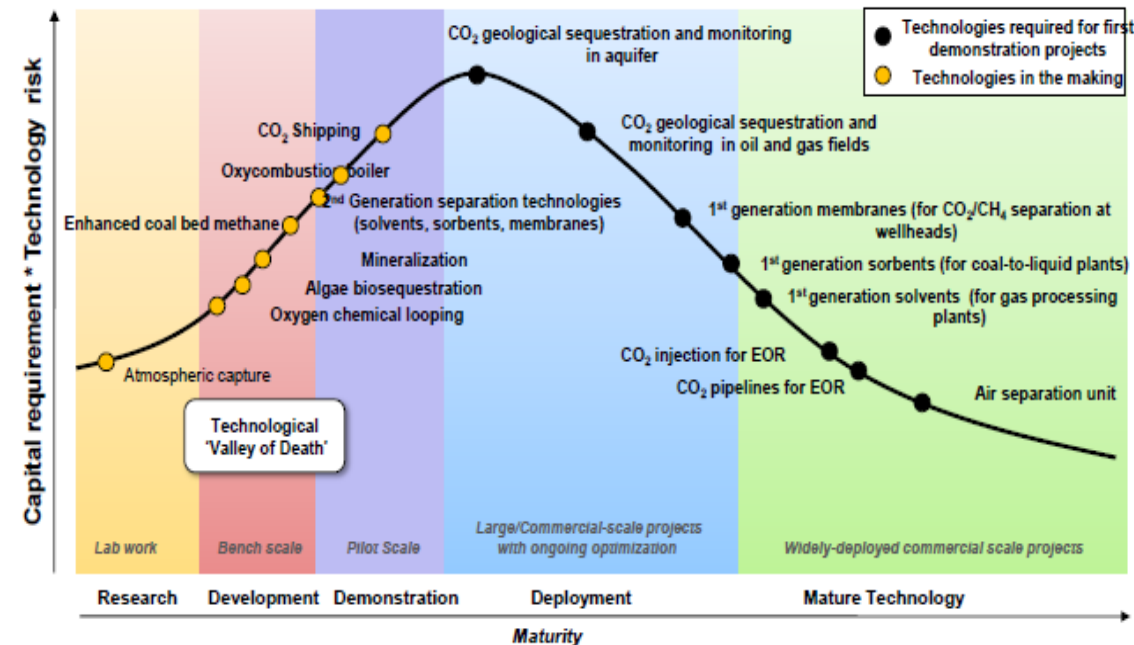 Capital requirement * Technology risk
CO₂ geological sequestration and monitoring
in aquifer
Technologies required for first
demonstration projects
Technologies in the making
CO₂ Shipping
CO₂ geological sequestration and
monitoring in oil and gas fields
Oxycombustion boiler
2nd Generation separation technologies
(solvents, sorbents, membranes)
Enhanced coal bed methane
1st generation membranes (for CO₂/CH₄ separation at
wellheads)
Mineralization
1st generation sorbents (for coal-to-liquid plants)
Algae biosequestration
1st generation solvents (for gas processing
plants)
Oxygen chemical looping
CO₂ injection for EOR
Atmospheric capture
CO₂ pipelines for EOR
Air separation unit
Technological
'Valley of Death'
Lab work
Bench scale
Pilot Scale
Large/Commercial-scale projects
with ongoing optimization
Widely-deployed commercial scale projects
Research
Development
Demonstration
Deployment
Mature Technology
Maturity